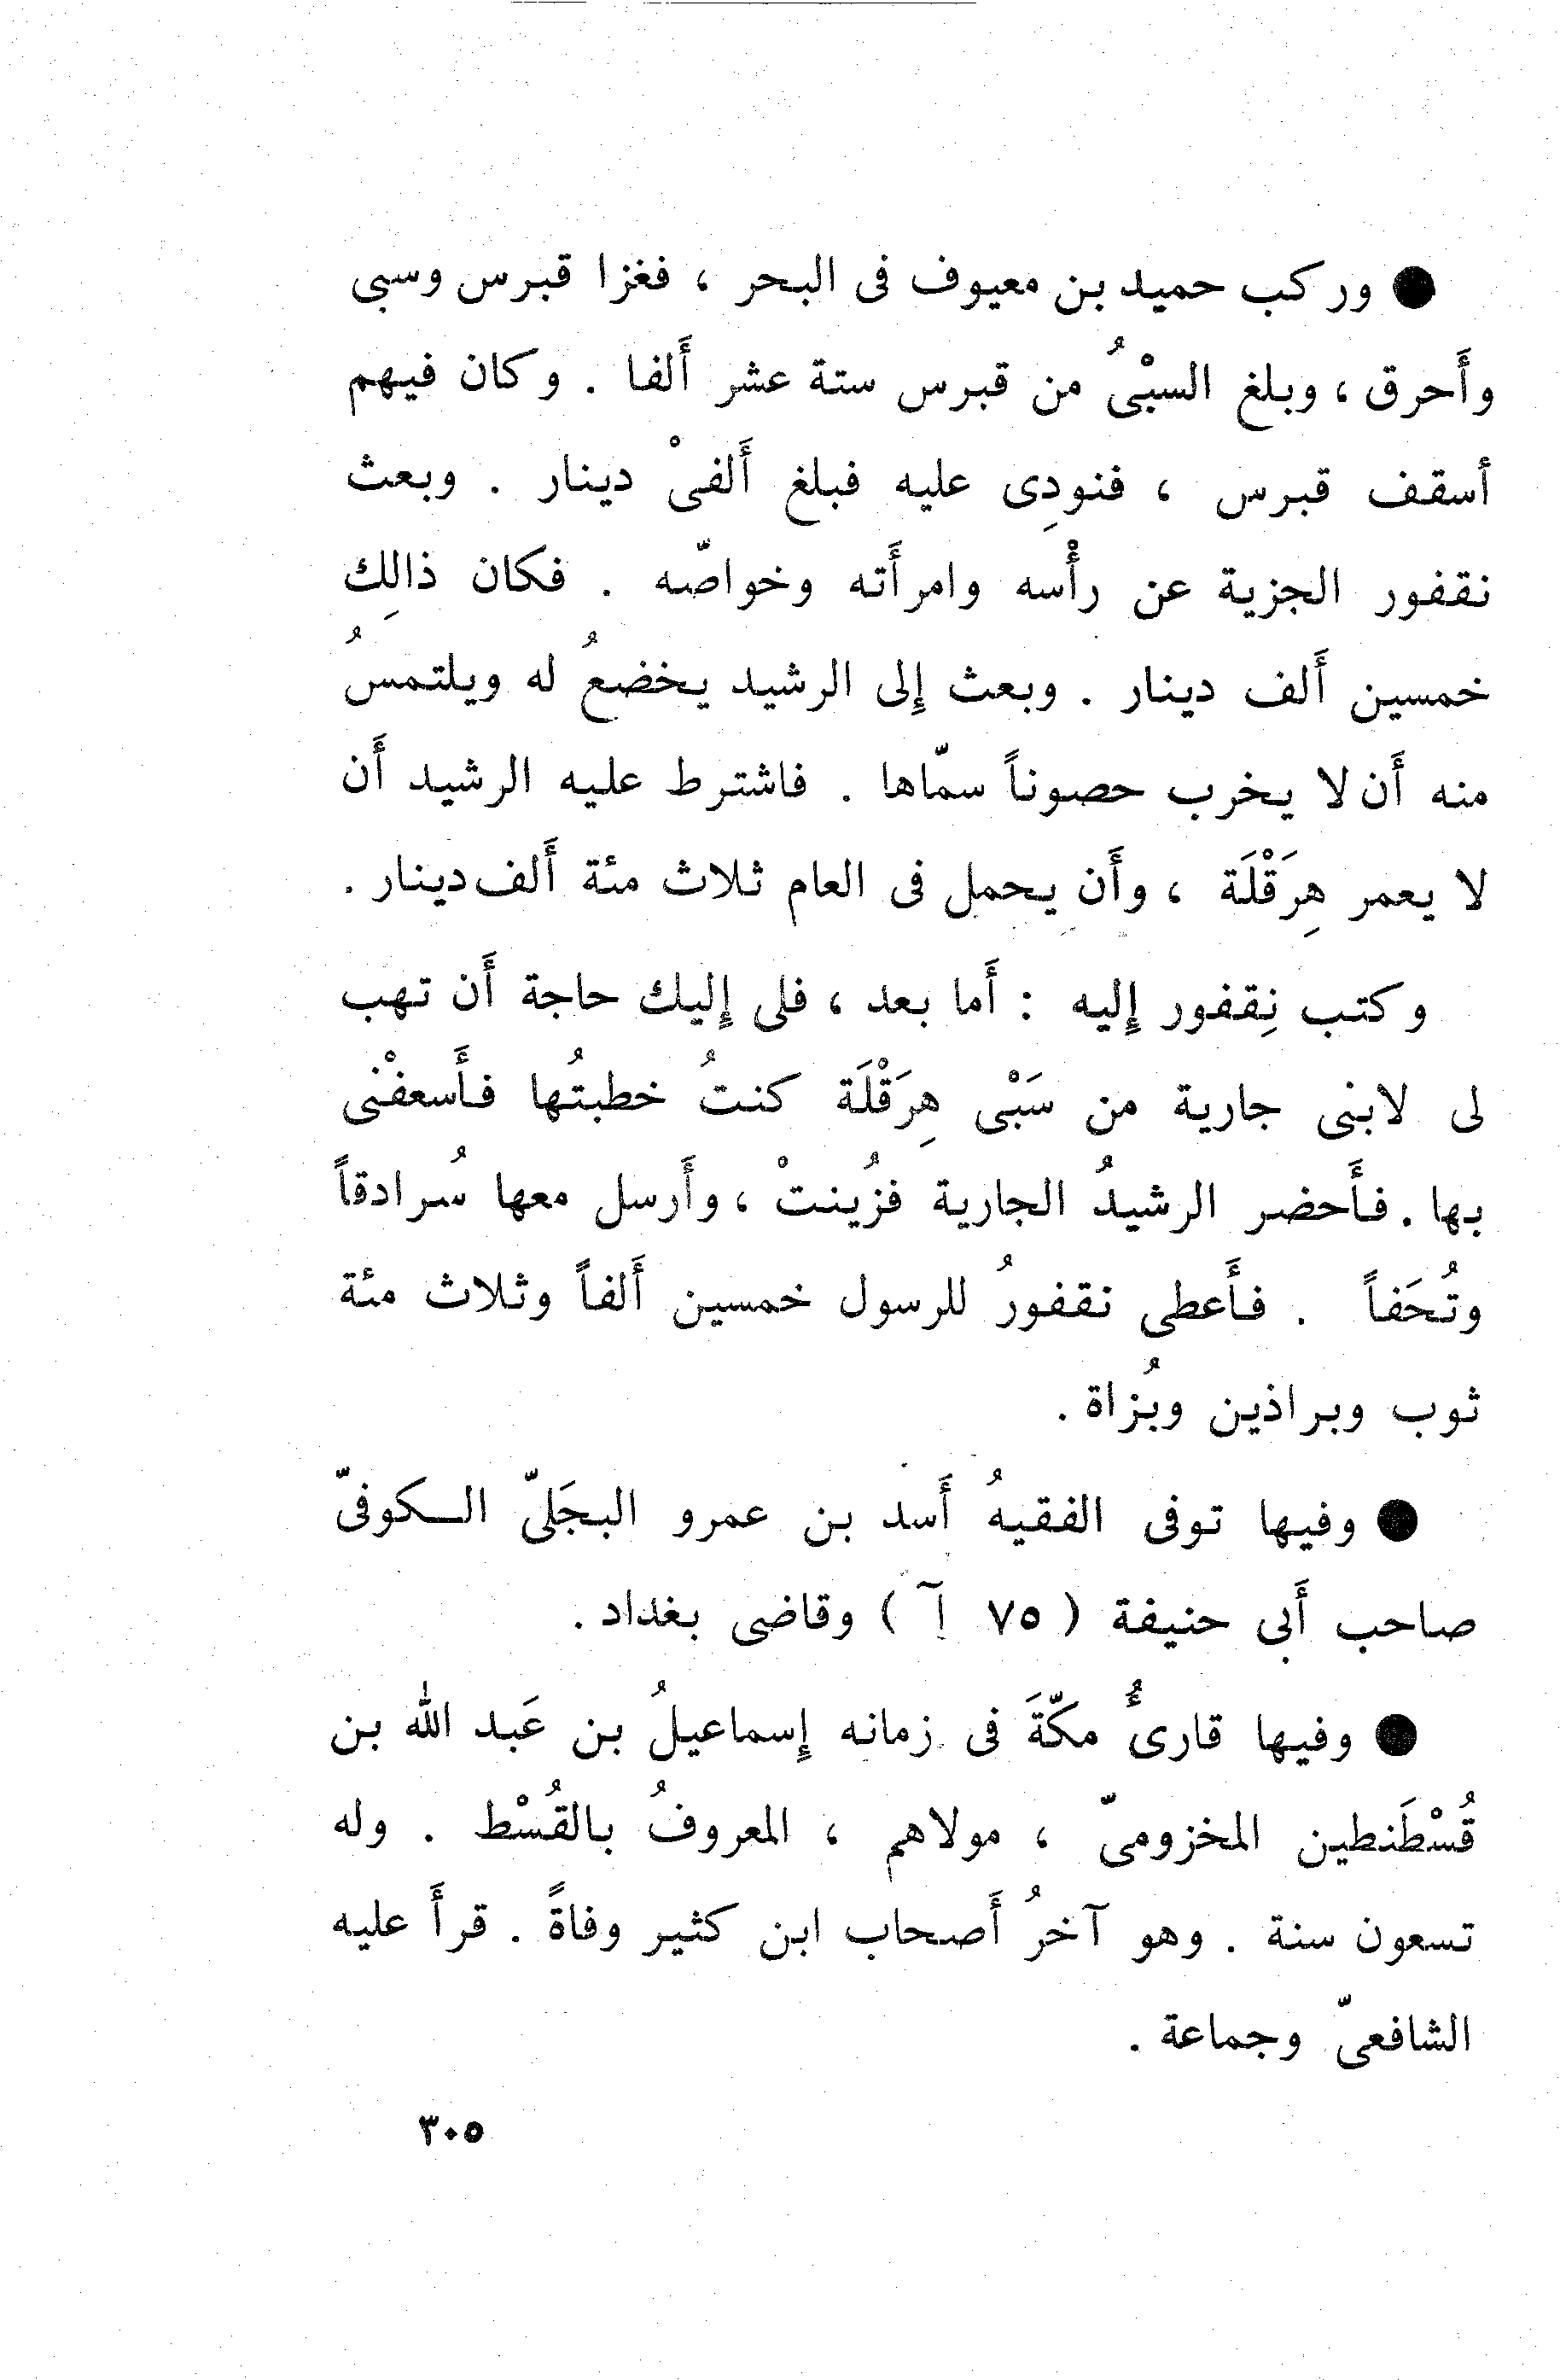 ● وركب حميد بن معيوف فى البحر ، فغزا قبرس وسبى
وأَحرق ، وبلغ السبْىُ من قبرس ستة عشر أَلفا . وكان فيهم
أسقف قبرس ، فنودِى عليه فبلغ أَلفىْ دينار . وبعث
نقفور الجزية عن رأْسه وامرأَته وخواصّه . فكان ذالِك
خمسين أَلف دينار . وبعث إِلى الرشيد يخضعُ له ويلتمسُ
منه أَن لا يخرب حصوناً سمّاها . فاشترط عليه الرشيد أَن
لا يعمر هِرَقْلَة ، وأَن يحمل فى العام ثلاث مئة أَلف دينار .
وكتب نِقفور إِليه : أَما بعد ، فلى إِليك حاجة أَن تهب
لى لابنى جارية من سَبْى هِرَقْلَة كنتُ خطبتُها فأَسعفْنى
بها . فأَحضر الرشيدُ الجارية فزُينتْ ، وأَرسل معها سُرادقاً
وتُحَفاً . فأَعطى نقفورُ للرسول خمسين أَلفاً وثلاث مئة
ثوب وبراذين وبُزاة .
● وفيها توفى الفقيهُ أَسد بن عمرو البجَلىّ الـكوفىّ
صاحب أَبى حنيفة ( ٧٥ آ ) وقاضى بغداد .
● وفيها قارىُّ مكّةَ فى زمانه إِسماعيلُ بن عَبد الله بن
قُسْطَنطين المخزومىّ ، مولاهم ، المعروفُ بالقُسْط . وله
تسعون سنة . وهو آخرُ أَصحاب ابن كثير وفاةً . قرأَ عليه
الشافعىّ وجماعة .
٣٠٥